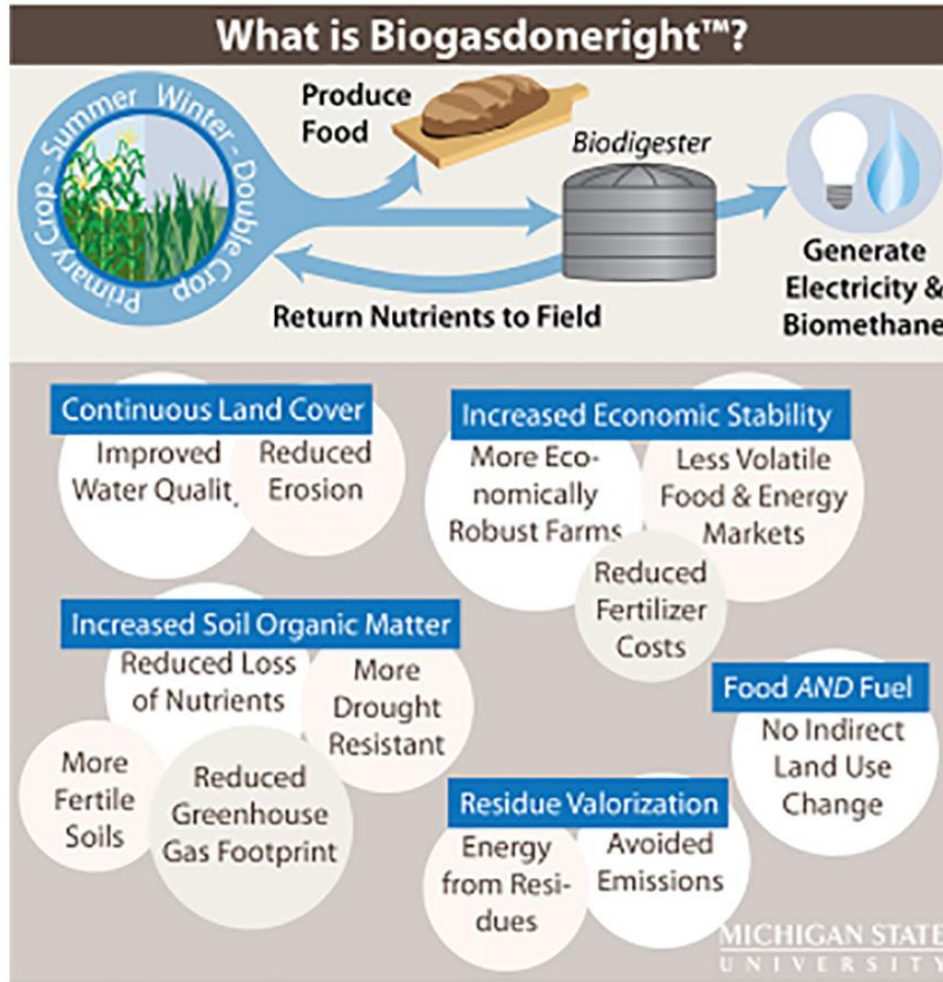 What is Biogasdoneright™?
Primary Crop - Summer Winter - Double Crop
Produce
Food
Biodigester
Generate
Electricity &
Biomethane
Return Nutrients to Field
Continuous Land Cover
Improved
Water Quality
Reduced
Erosion
Increased Economic Stability
More Eco-
nomically
Robust Farms
Less Volatile
Food & Energy
Markets
Reduced
Fertilizer
Costs
Increased Soil Organic Matter
Reduced Loss
of Nutrients
More
Drought
Resistant
More
Fertile
Soils
Reduced
Greenhouse
Gas Footprint
Food AND Fuel
No Indirect
Land Use
Change
Residue Valorization
Energy
from Resi-
dues
Avoided
Emissions
MICHIGAN STATE
UNIVERSITY